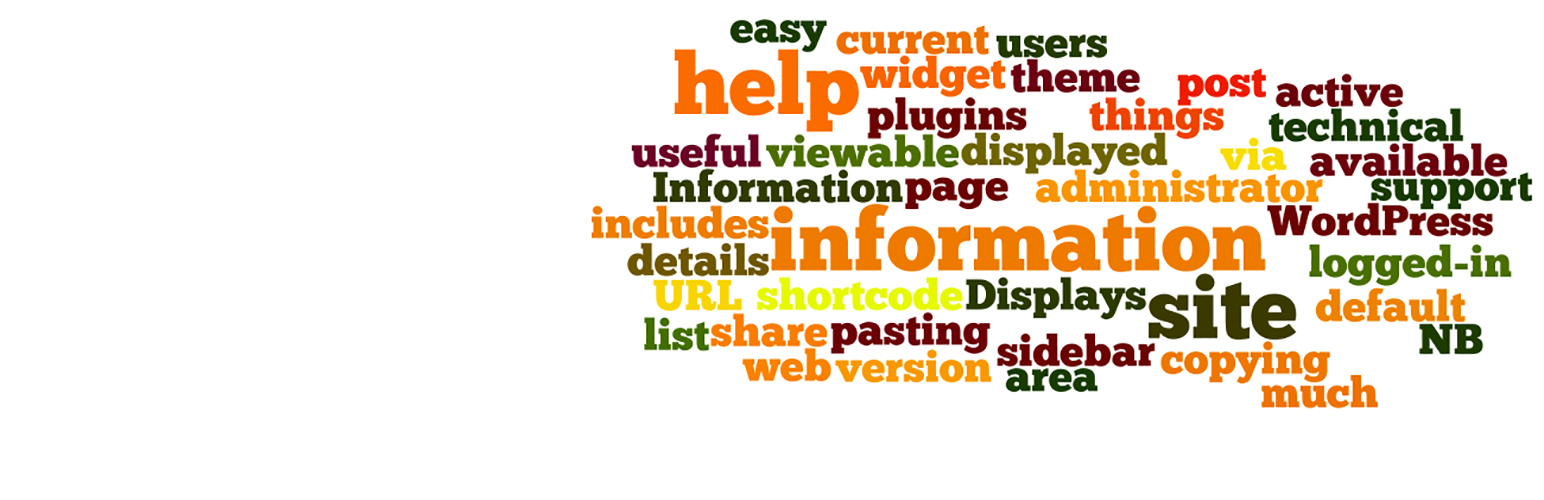 easy current users
help widget theme post active
plugins things technical
useful viewable displayed via available
Information page administrator support
includes information WordPress
details logged-in
URL shortcode Displays site default
list share pasting NB
web version sidebar copying
area much